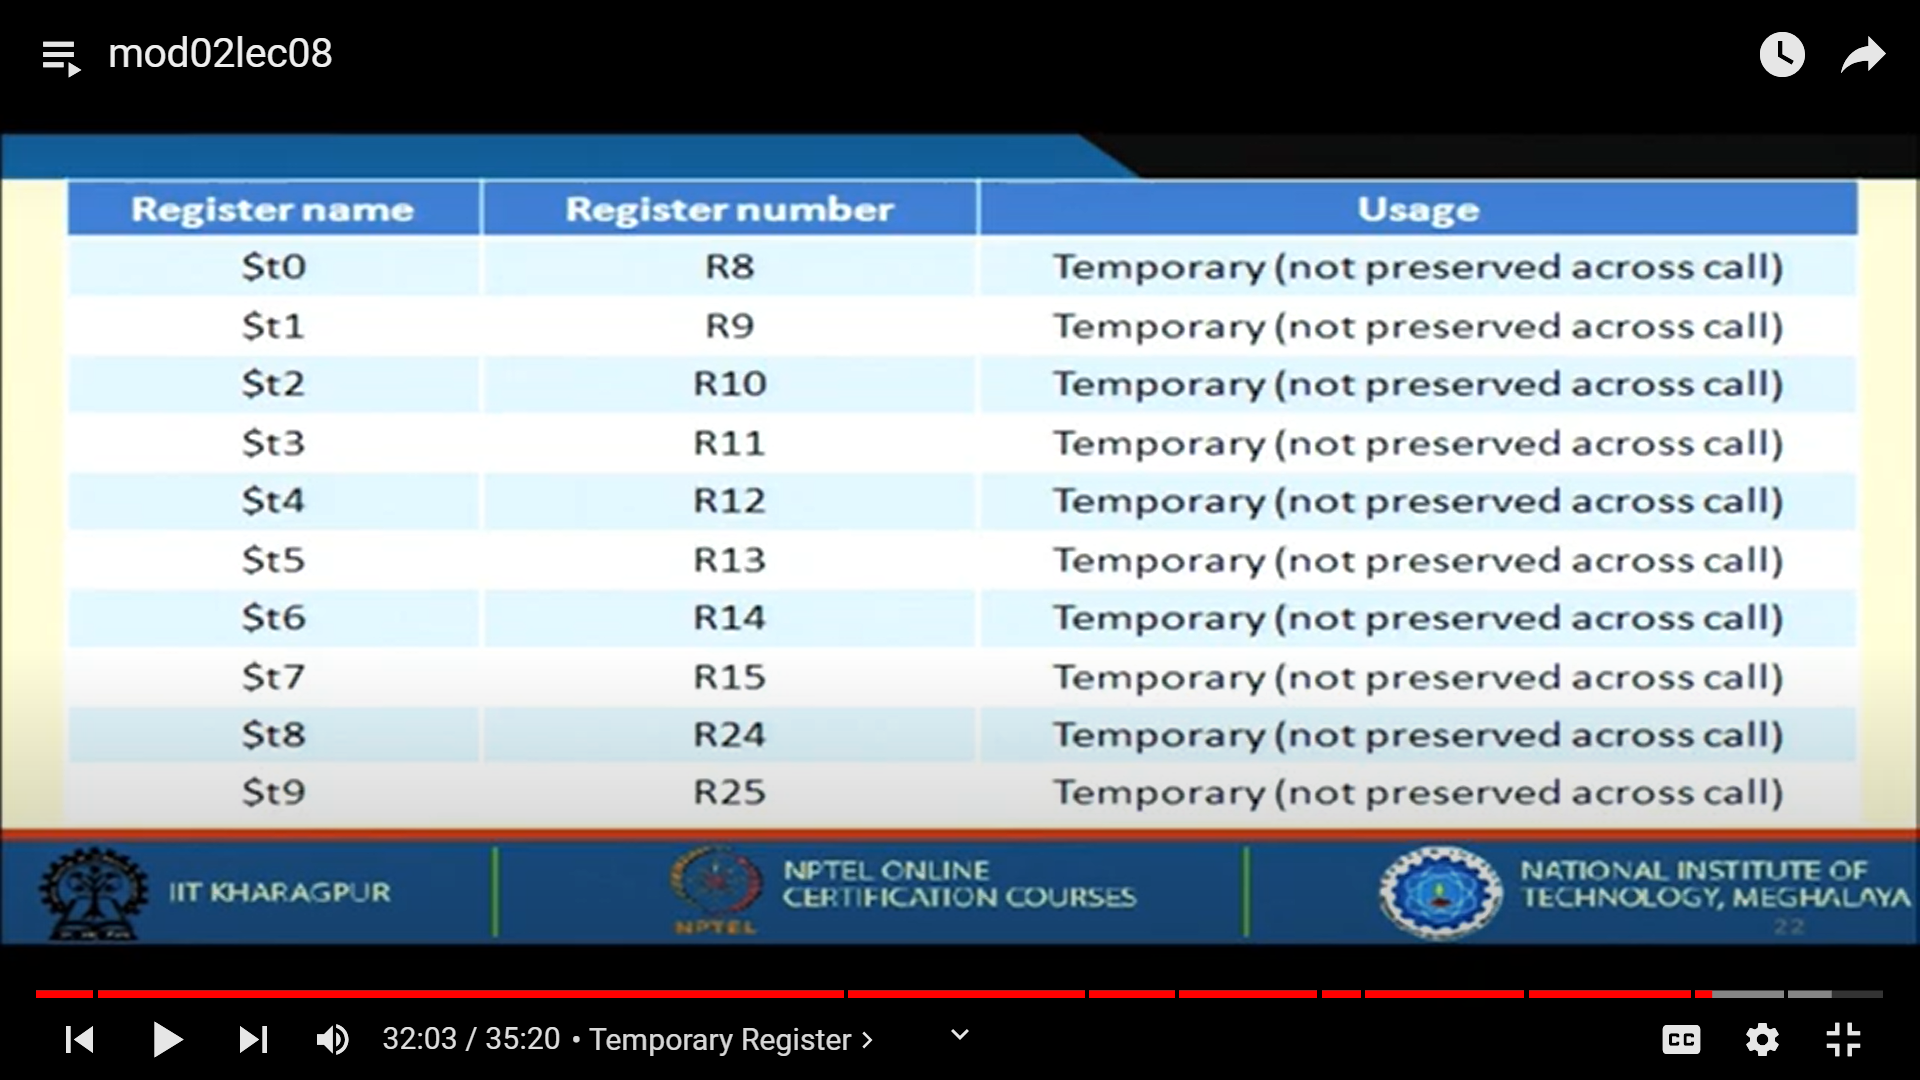 mod02lec08
Register name Register number Usage
$t0 R8 Temporary (not preserved across call)
$t1 R9 Temporary (not preserved across call)
$t2 R10 Temporary (not preserved across call)
$t3 R11 Temporary (not preserved across call)
$t4 R12 Temporary (not preserved across call)
$t5 R13 Temporary (not preserved across call)
$t6 R14 Temporary (not preserved across call)
$t7 R15 Temporary (not preserved across call)
$t8 R24 Temporary (not preserved across call)
$t9 R25 Temporary (not preserved across call)
IIT KHARAGPUR
NPTEL
NPTEL ONLINE
CERTIFICATION COURSES
NATIONAL INSTITUTE OF
TECHNOLOGY, MEGHALAYA
22
32:03 / 35:20 • Temporary Register >
CC